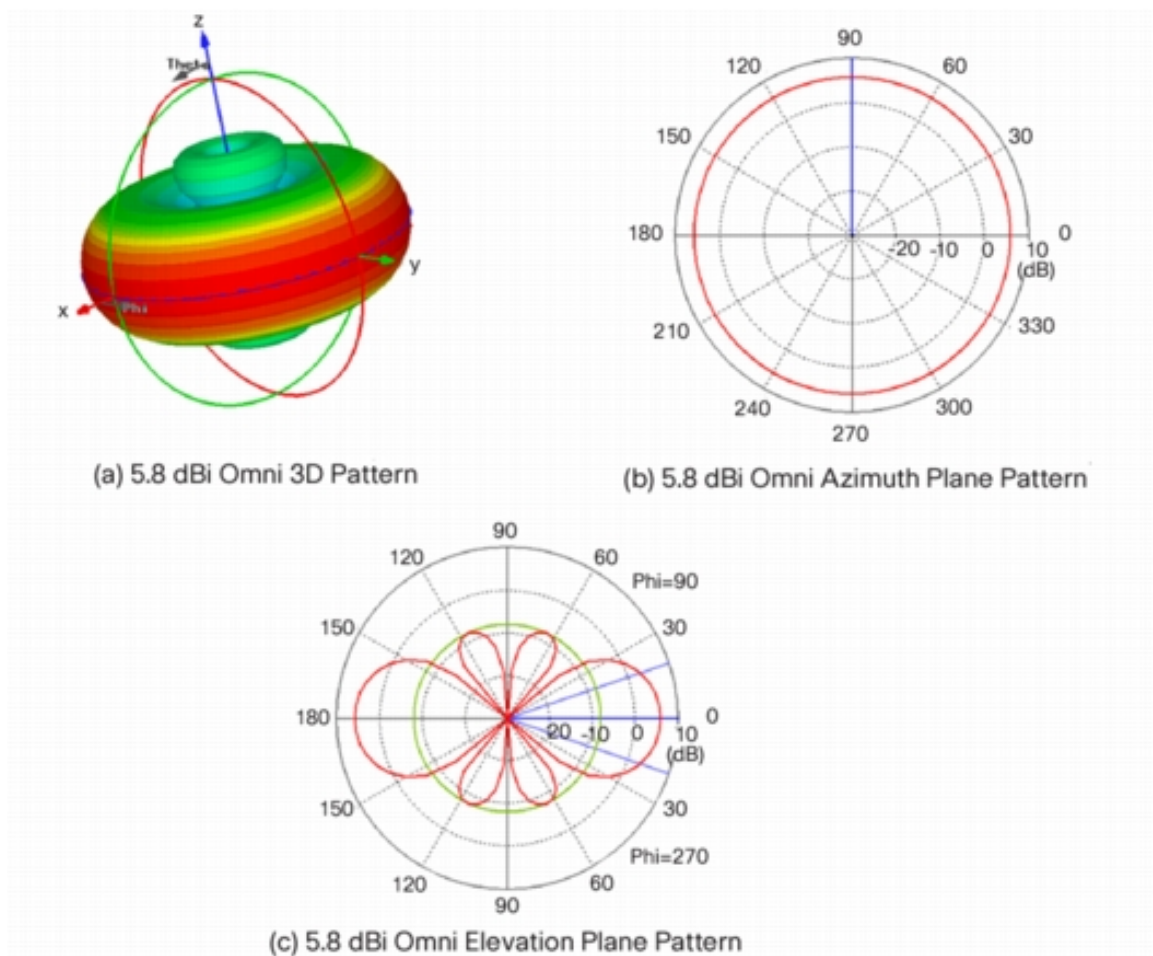 z
Theta
x
Phi
y
(a) 5.8 dBi Omni 3D Pattern
90
120
60
150
30
180
-20
-10
0
10
0
(dB)
210
330
240
300
270
(b) 5.8 dBi Omni Azimuth Plane Pattern
90
120
60
Phi=90
150
30
180
-20
-10
0
10
0
(dB)
150
30
Phi=270
120
60
90
(c) 5.8 dBi Omni Elevation Plane Pattern